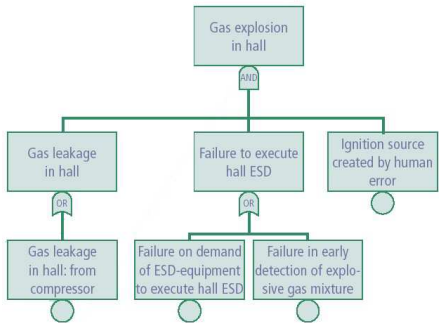 Gas explosion
in hall
AND
Gas leakage
in hall
Failure to execute
hall ESD
Ignition source
created by human
error
OR
OR
Gas leakage
in hall: from
compressor
Failure on demand
of ESD-equipment
to execute hall ESD
Failure in early
detection of explo-
sive gas mixture